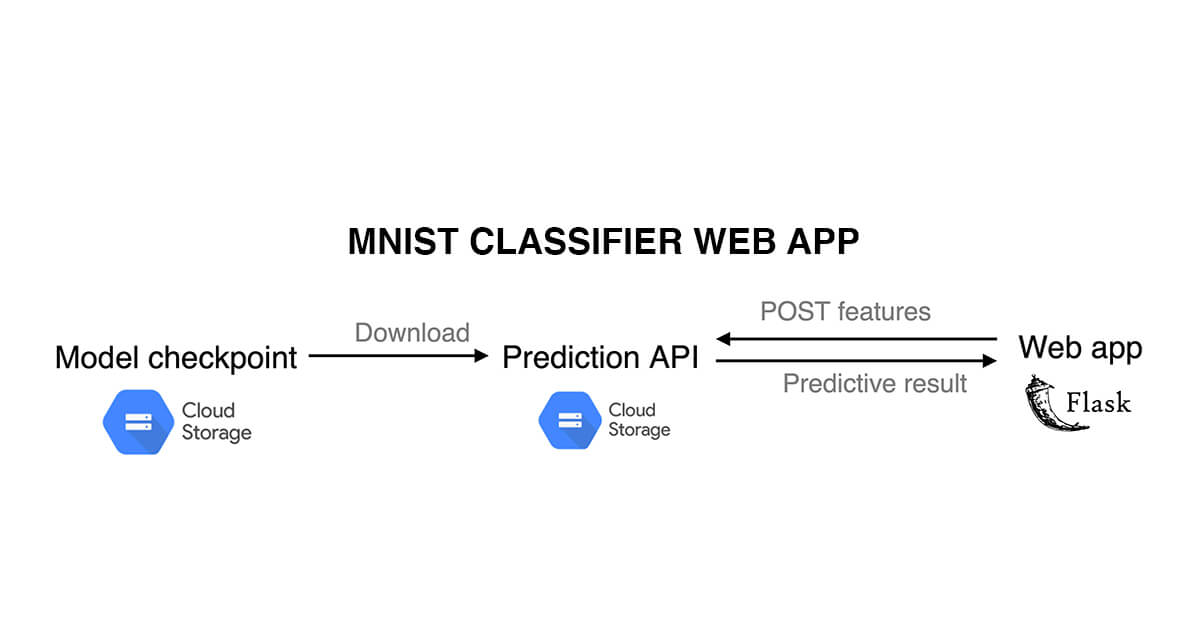 MNIST CLASSIFIER WEB APP
POST features
Download
Model checkpoint
Prediction API
Web app
Predictive result
Cloud
Storage
Cloud
Storage
Flask